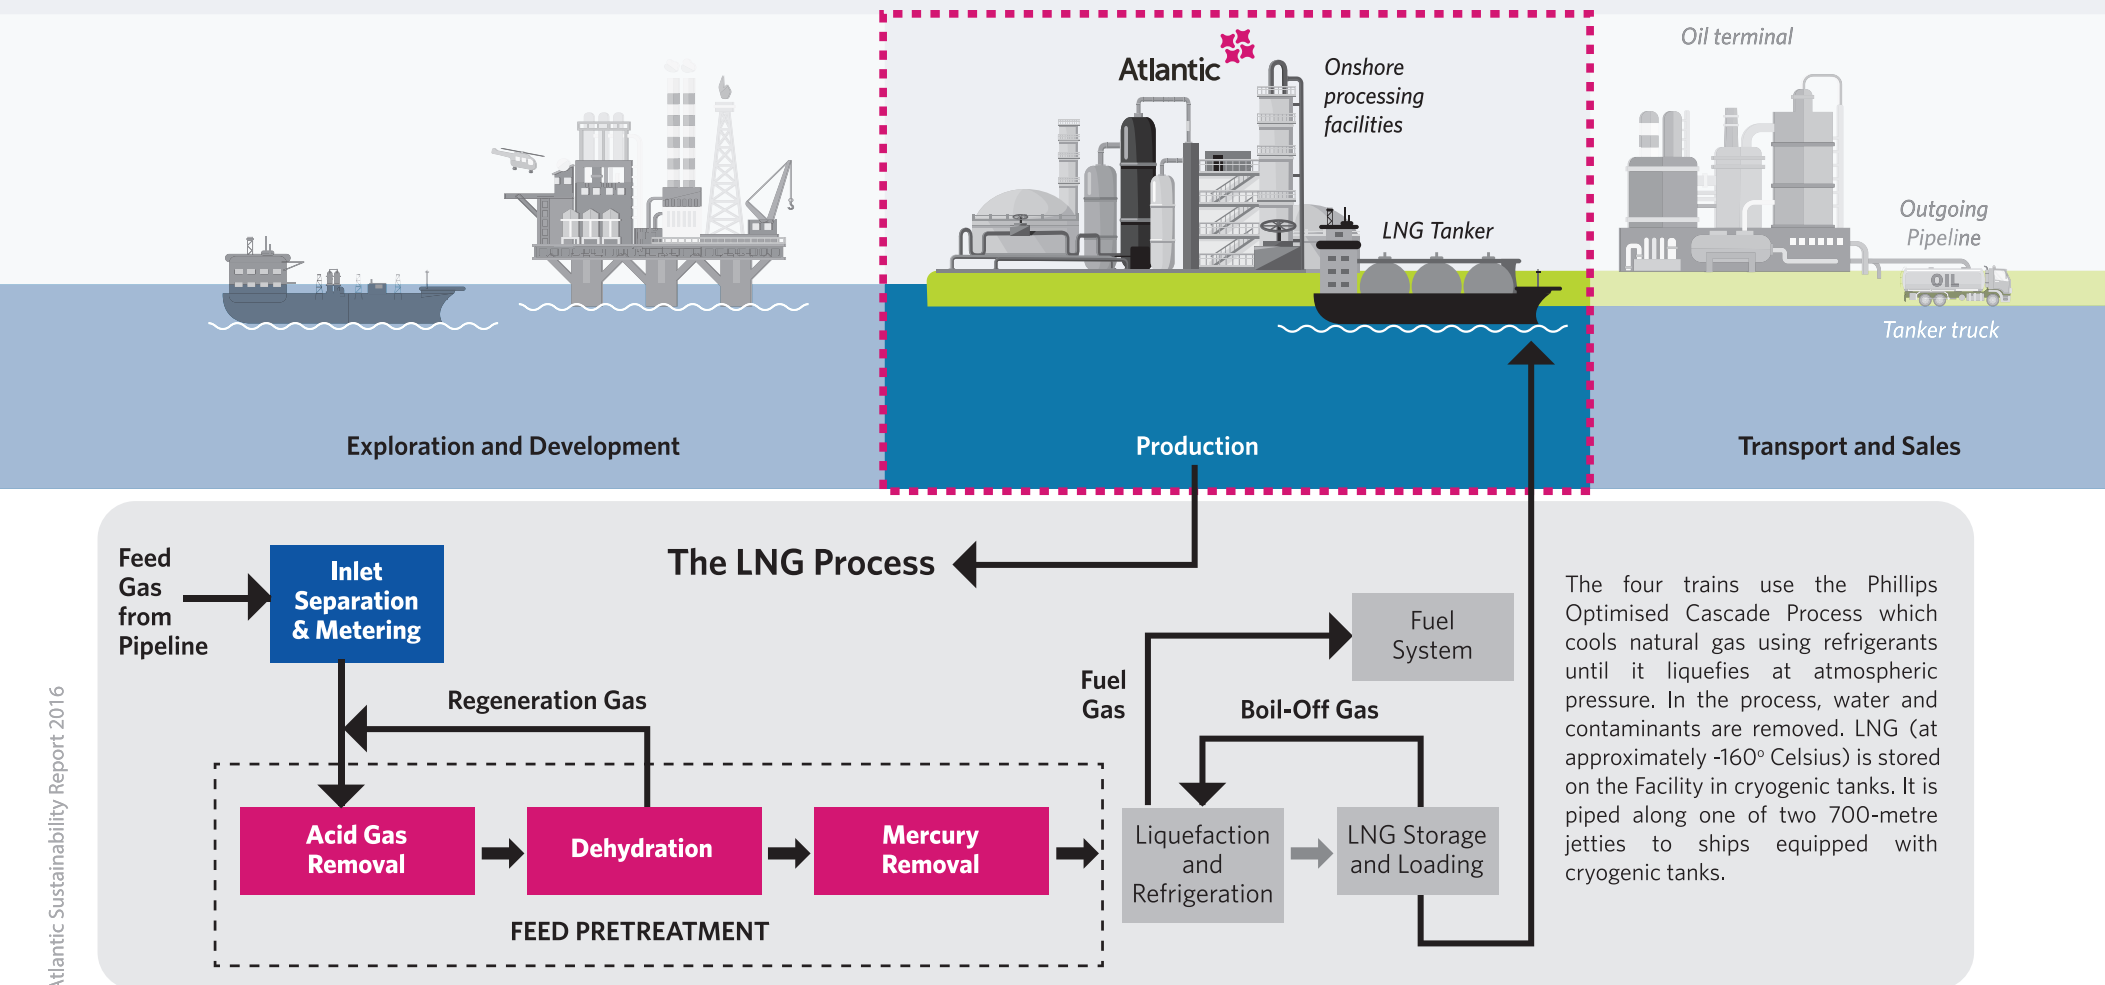 Oil terminal
Atlantic
Onshore
processing
facilities
LNG Tanker
Outgoing
Pipeline
OIL
Tanker truck
Exploration and Development
Production
Transport and Sales
The LNG Process
Feed
Gas
from
Pipeline
Inlet
Separation
& Metering
Regeneration Gas
Acid Gas
Removal
Dehydration
Mercury
Removal
FEED PRETREATMENT
Fuel
Gas
Fuel
System
Boil-Off Gas
Liquefaction
and
Refrigeration
LNG Storage
and Loading
The four trains use the Phillips
Optimised Cascade Process which
cools natural gas using refrigerants
until it liquefies at atmospheric
pressure. In the process, water and
contaminants are removed. LNG (at
approximately -160º Celsius) is stored
on the Facility in cryogenic tanks. It is
piped along one of two 700-metre
jetties to ships equipped with
cryogenic tanks.
Atlantic Sustainability Report 2016